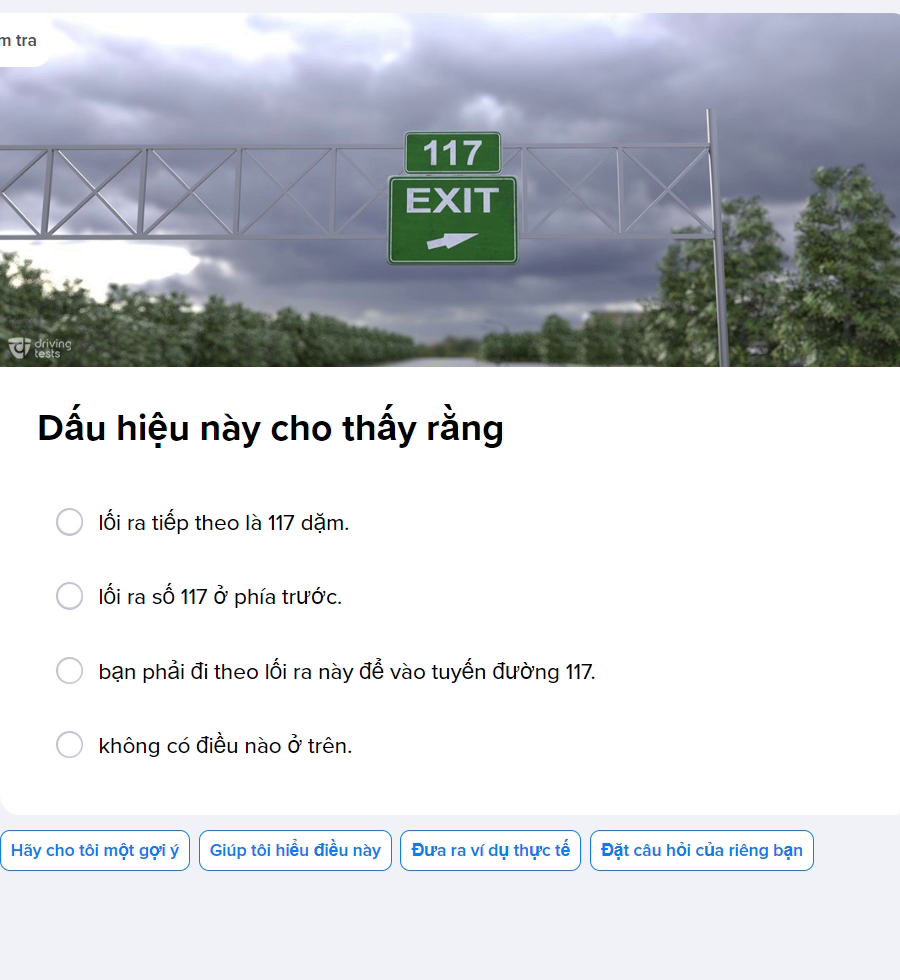 m tra
117
EXIT
driving
tests
Dấu hiệu này cho thấy rằng
lối ra tiếp theo là 117 dặm.
lối ra số 117 ở phía trước.
bạn phải đi theo lối ra này để vào tuyến đường 117.
không có điều nào ở trên.
Hãy cho tôi một gợi ý
Giúp tôi hiểu điều này
Đưa ra ví dụ thực tế
Đặt câu hỏi của riêng bạn